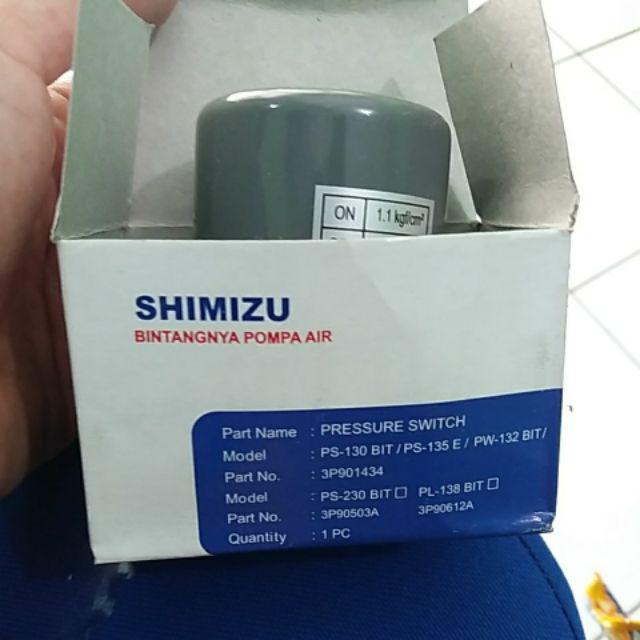 ON 1.1 kgf/cm²
SHIMIZU
BINTANGNYA POMPA AIR
Part Name : PRESSURE SWITCH
Model : PS-130 BIT / PS-135 E / PW-132 BIT/
Part No. : 3P901434
Model : PS-230 BIT ☐ PL-138 BIT ☐
Part No. : 3P90503A 3P90612A
Quantity : 1 PC